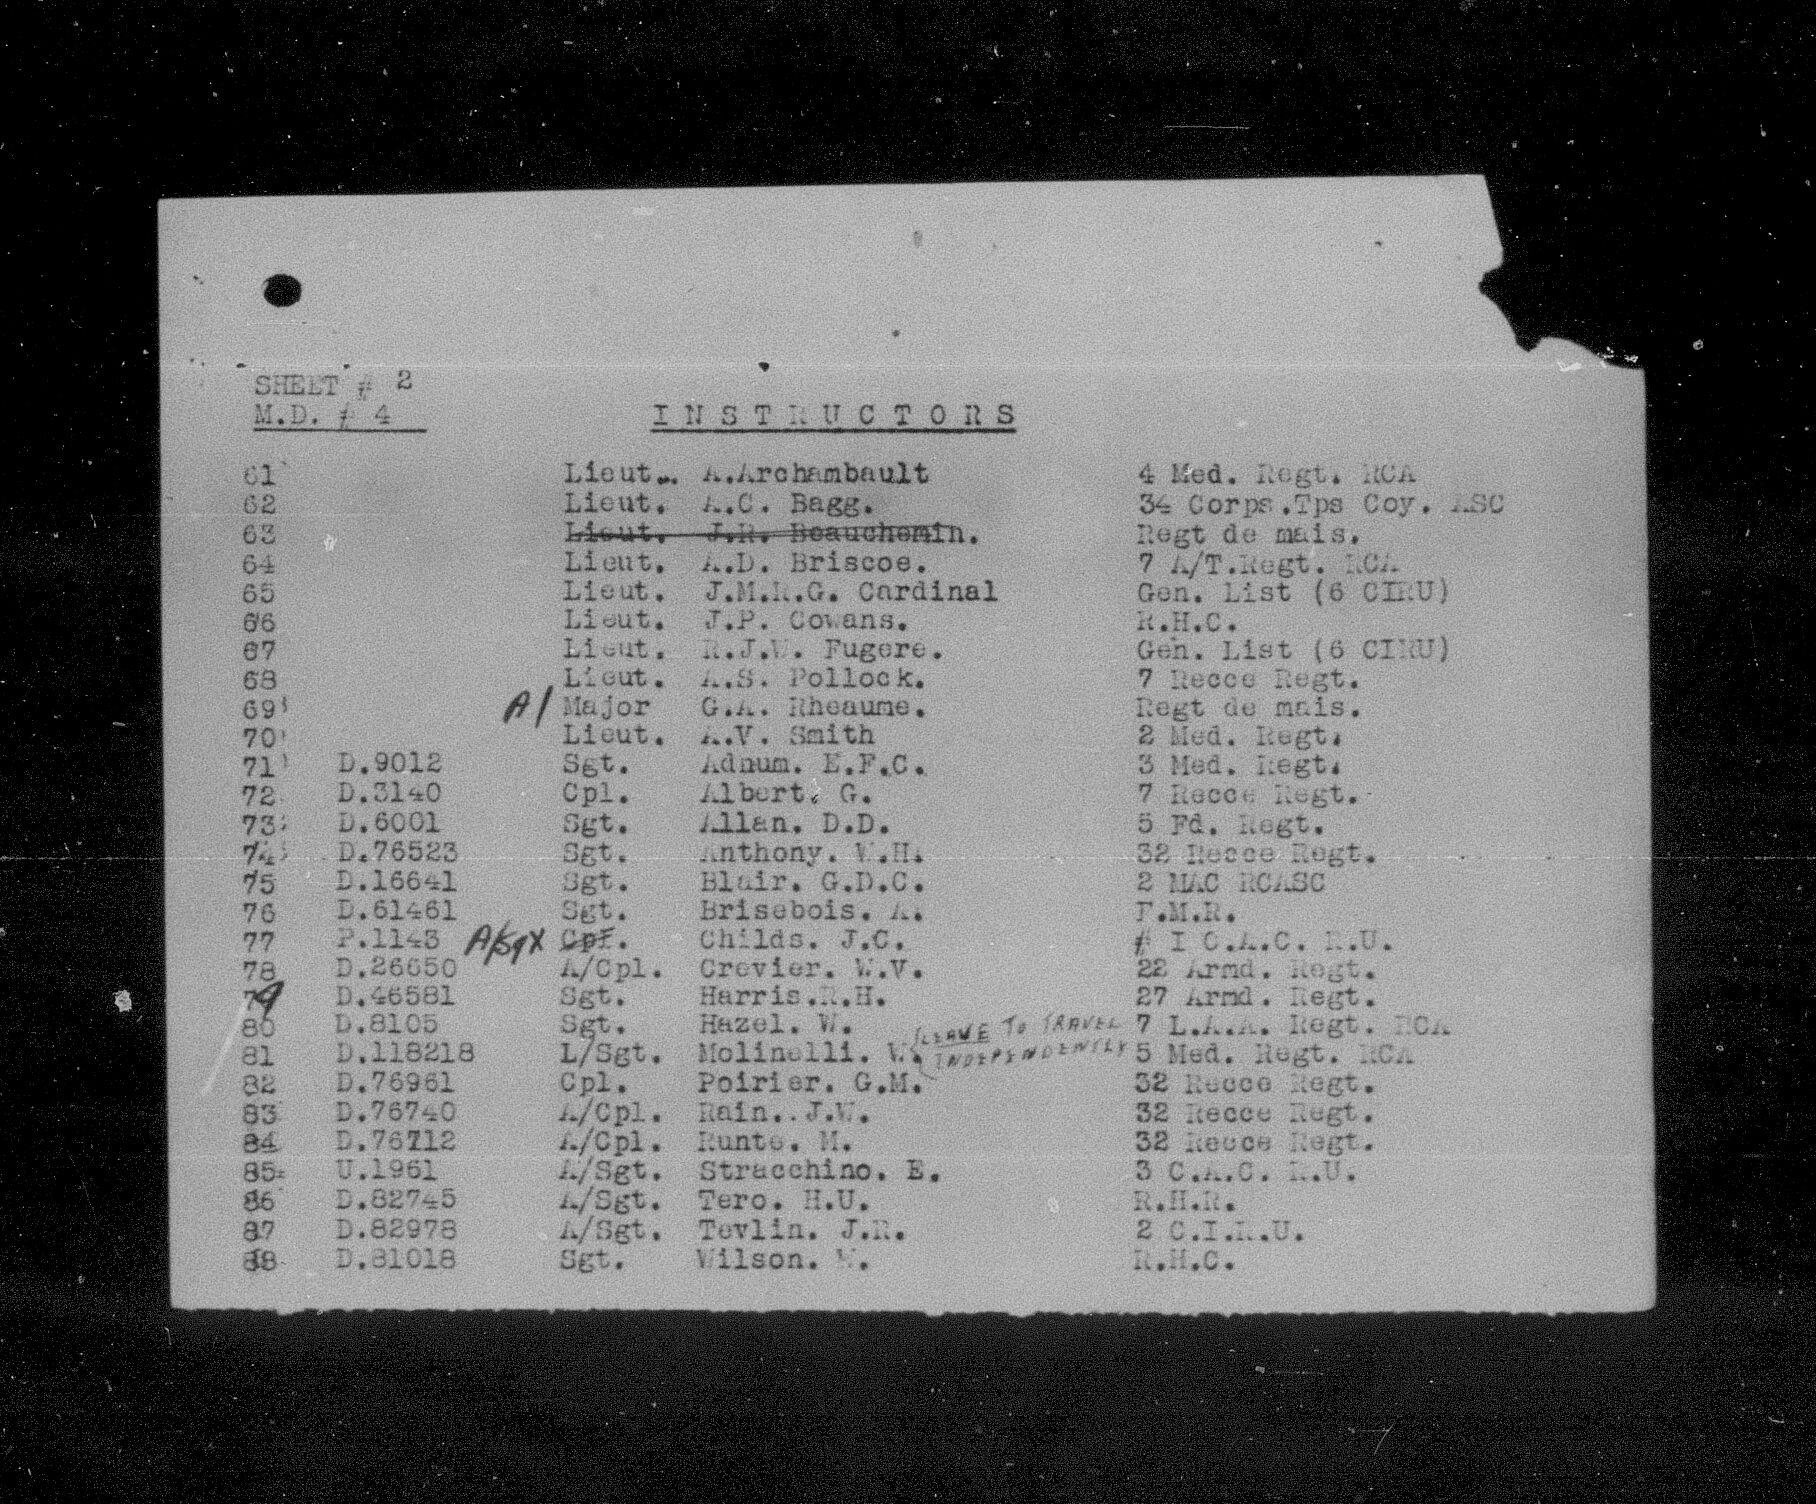 SHEET # 2
M.D. # 4
I N S T R U C T O R S
61 Lieut.. A.Archambault 4 Med. Regt. RCA
62 Lieut. A.C. Bagg. 34 Corps.Tps Coy. ASC
63 Lieut. J.R. Beauchemin. Regt de mais.
64 Lieut. A.D. Briscoe. 7 A/T.Regt. RCA
65 Lieut. J.M.R.G. Cardinal Gen. List (6 CIRU)
66 Lieut. J.P. Cowans. R.H.C.
67 Lieut. R.J.W. Fugere. Gen. List (6 CIRU)
68 Lieut. A.S. Pollock. 7 Recce Regt.
69 A/ Major G.A. Rheaume. Regt de mais.
70 Lieut. A.V. Smith 2 Med. Regt.
71 D.9012 Sgt. Adnum. E.F.C. 3 Med. Regt.
72 D.3140 Cpl. Albert. G. 7 Recce Regt.
73 D.6001 Sgt. Allan. D.D. 5 Fd. Regt.
74 D.76523 Sgt. Anthony. W.H. 32 Recce Regt.
75 D.16641 Sgt. Blair. G.D.C. 2 MAC RCASC
76 D.61461 Sgt. Brisebois. A. F.M.R.
77 P.1143 A/Sgt Cpl. Childs. J.C. # I C.A.C. R.U.
78 D.26650 A/Cpl. Crevier. W.V. 22 Armd. Regt.
79 D.46581 Sgt. Harris.R.H. 27 Armd. Regt.
80 D.8105 Sgt. Hazel. W. LEAVE TO TRAVEL 7 L.A.A. Regt. RCA
81 D.118218 L/Sgt. Molinelli. V. INDEPENDENTLY 5 Med. Regt. RCA
82 D.76961 Cpl. Poirier. G.M. 32 Recce Regt.
83 D.76740 A/Cpl. Rain.. J.W. 32 Recce Regt.
84 D.76712 A/Cpl. Runte. M. 32 Recce Regt.
85 U.1961 A/Sgt. Stracchino. E. 3 C.A.C. R.U.
86 D.82745 A/Sgt. Tero. H.U. R.H.R.
87 D.82978 A/Sgt. Tevlin. J.R. 2 C.I.R.U.
88 D.81018 Sgt. Wilson. R.H.C.